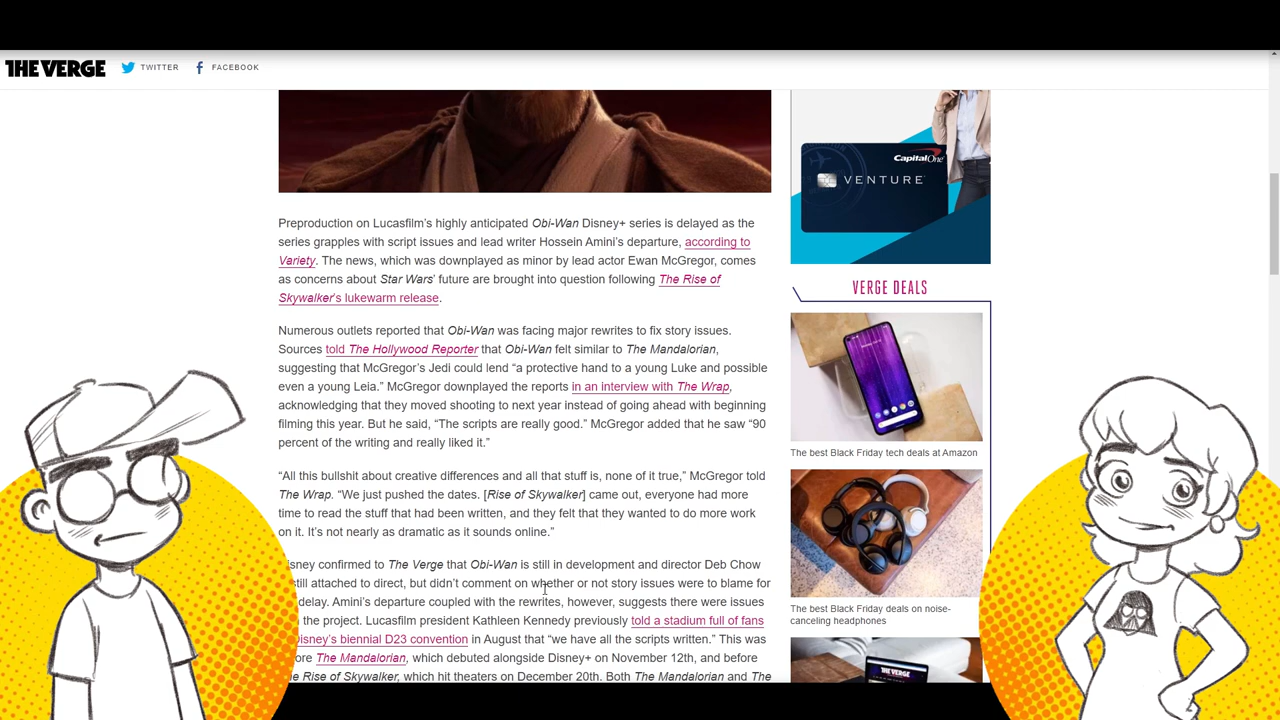 THE VERGE
TWITTER
FACEBOOK
Preproduction on Lucasfilm’s highly anticipated Obi-Wan Disney+ series is delayed as the
series grapples with script issues and lead writer Hossein Amini’s departure, according to
Variety. The news, which was downplayed as minor by lead actor Ewan McGregor, comes
as concerns about Star Wars’ future are brought into question following The Rise of
Skywalker’s lukewarm release.
Numerous outlets reported that Obi-Wan was facing major rewrites to fix story issues.
Sources told The Hollywood Reporter that Obi-Wan felt similar to The Mandalorian,
suggesting that McGregor’s Jedi could lend “a protective hand to a young Luke and possible
even a young Leia.” McGregor downplayed the reports in an interview with The Wrap,
acknowledging that they moved shooting to next year instead of going ahead with beginning
filming this year. But he said, “The scripts are really good.” McGregor added that he saw “90
percent of the writing and really liked it.”
“All this bullshit about creative differences and all that stuff is, none of it true,” McGregor told
The Wrap. “We just pushed the dates. [Rise of Skywalker] came out, everyone had more
time to read the stuff that had been written, and they felt that they wanted to do more work
on it. It’s not nearly as dramatic as it sounds online.”
isney confirmed to The Verge that Obi-Wan is still in development and director Deb Chow
still attached to direct, but didn’t comment on whether or not story issues were to blame for
delay. Amini’s departure coupled with the rewrites, however, suggests there were issues
the project. Lucasfilm president Kathleen Kennedy previously told a stadium full of fans
Disney’s biennial D23 convention in August that “we have all the scripts written.” This was
ore The Mandalorian, which debuted alongside Disney+ on November 12th, and before
he Rise of Skywalker, which hit theaters on December 20th. Both The Mandalorian and The
Capital One
VENTURE
VERGE DEALS
The best Black Friday tech deals at Amazon
The best Black Friday deals on noise-
canceling headphones